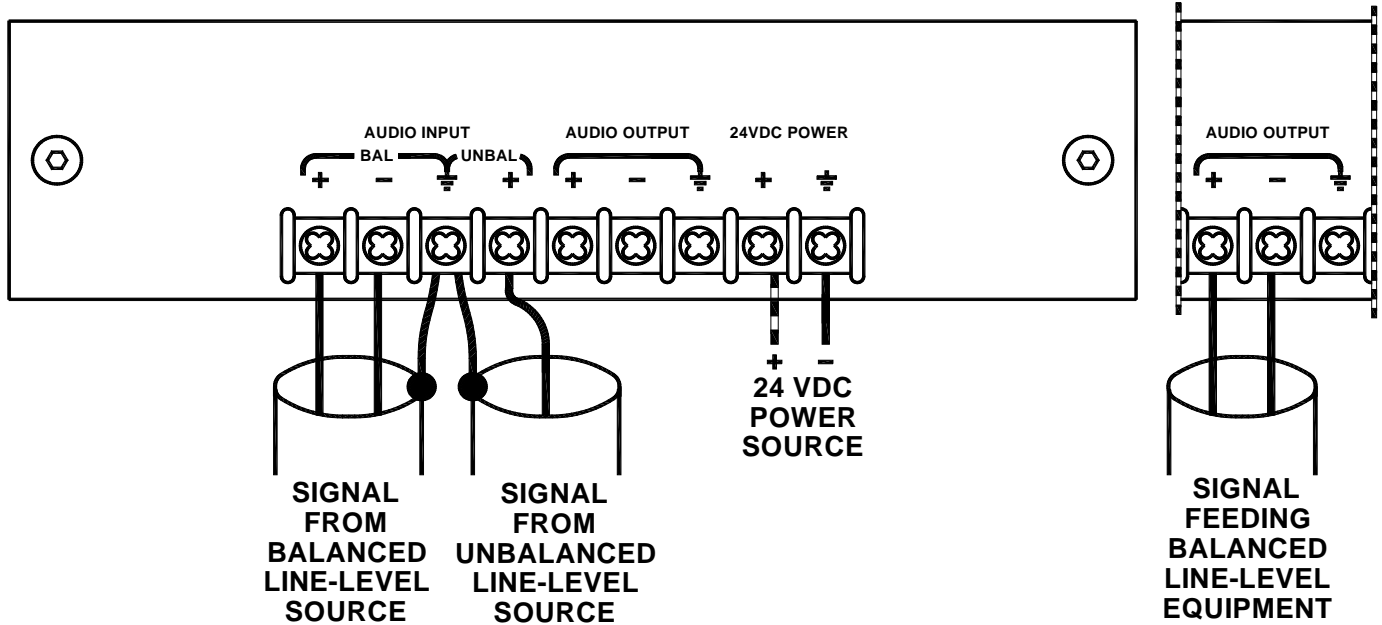 AUDIO INPUT
BAL UNBAL
+ − + 
AUDIO OUTPUT
+ −
24VDC POWER
+
+ −
24 VDC
POWER
SOURCE
SIGNAL
FROM
BALANCED
LINE-LEVEL
SOURCE
SIGNAL
FROM
UNBALANCED
LINE-LEVEL
SOURCE
AUDIO OUTPUT
+ −
SIGNAL
FEEDING
BALANCED
LINE-LEVEL
EQUIPMENT